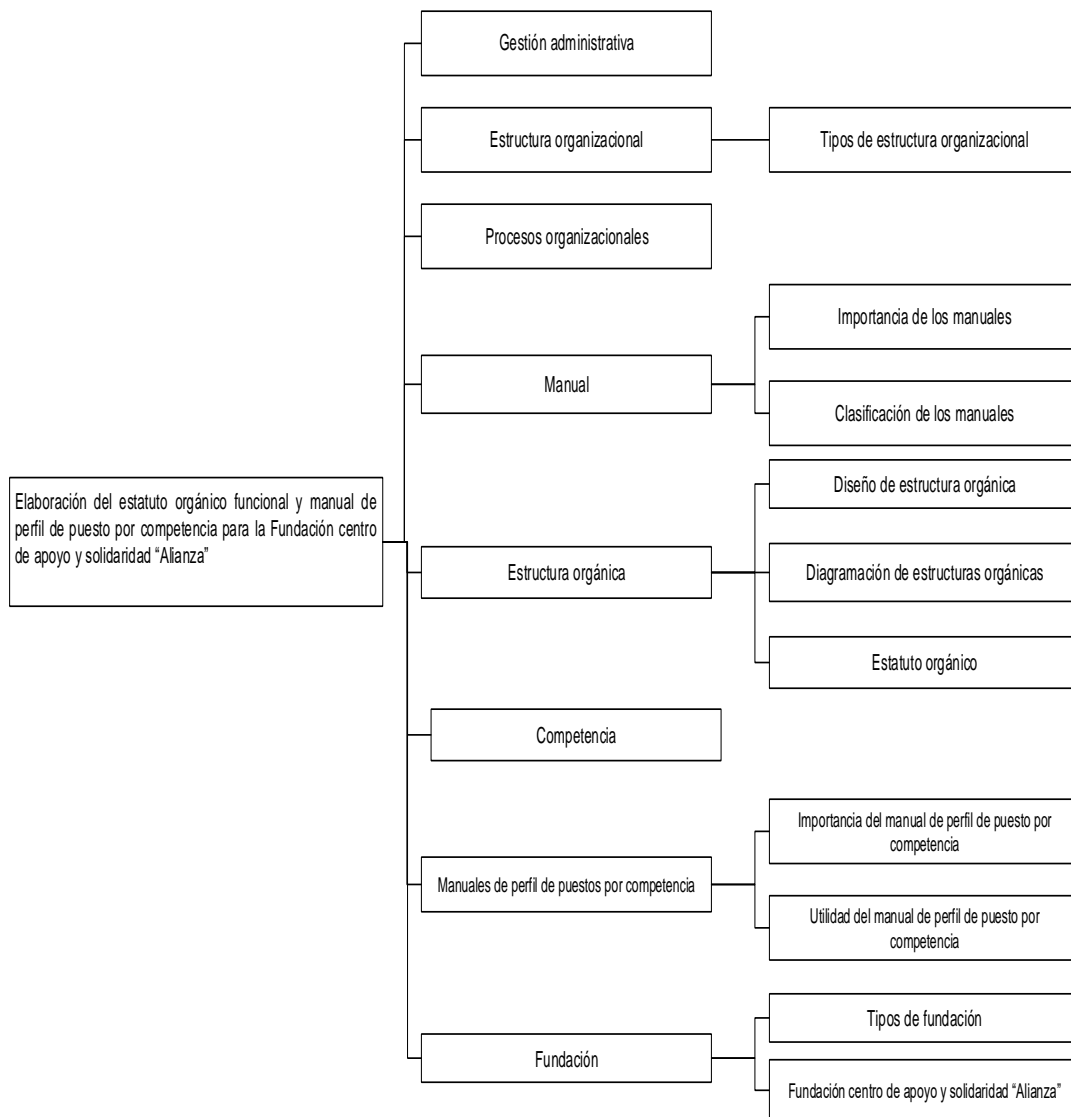 Gestión administrativa
Estructura organizacional
Tipos de estructura organizacional
Procesos organizacionales
Importancia de los manuales
Manual
Clasificación de los manuales
Elaboración del estatuto orgánico funcional y manual de
perfil de puesto por competencia para la Fundación centro
de apoyo y solidaridad “Alianza”
Diseño de estructura orgánica
Estructura orgánica
Diagramación de estructuras orgánicas
Estatuto orgánico
Competencia
Importancia del manual de perfil de puesto por
competencia
Manuales de perfil de puestos por competencia
Utilidad del manual de perfil de puesto por
competencia
Tipos de fundación
Fundación
Fundación centro de apoyo y solidaridad “Alianza”